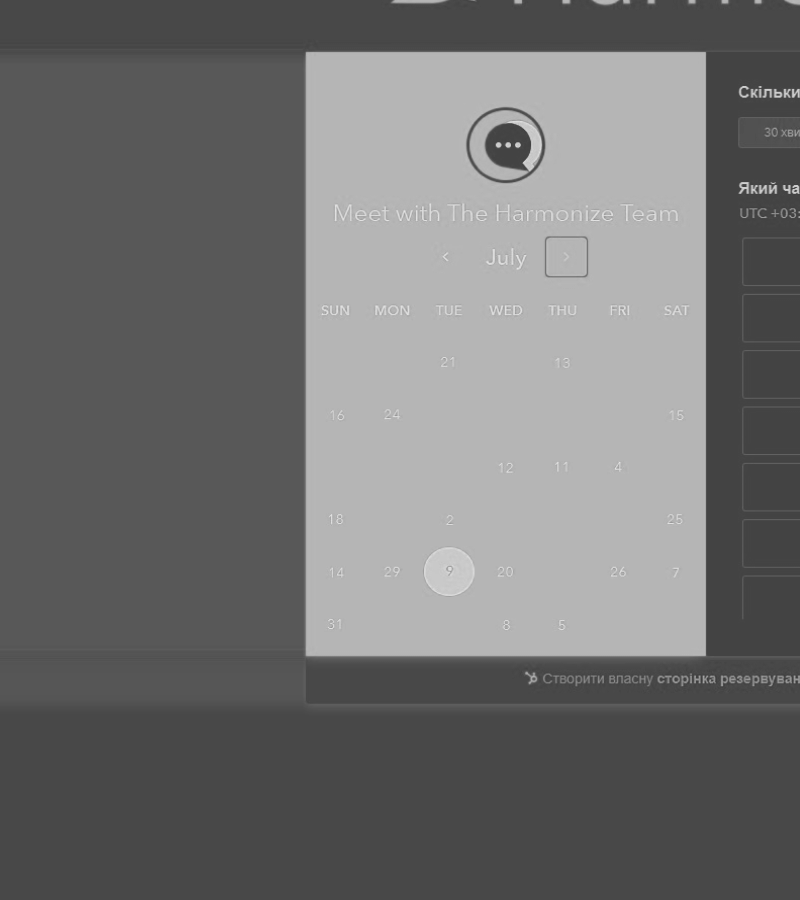 Meet with The Harmonize Team
July
SUN MON TUE WED THU FRI SAT
21 13
16 24 15
12 11 4
18 2 25
14 29 9 20 26 7
31 8 5
Скільки
30 хви
Який ча
UTC +03:
Створити власну сторінка резервуван